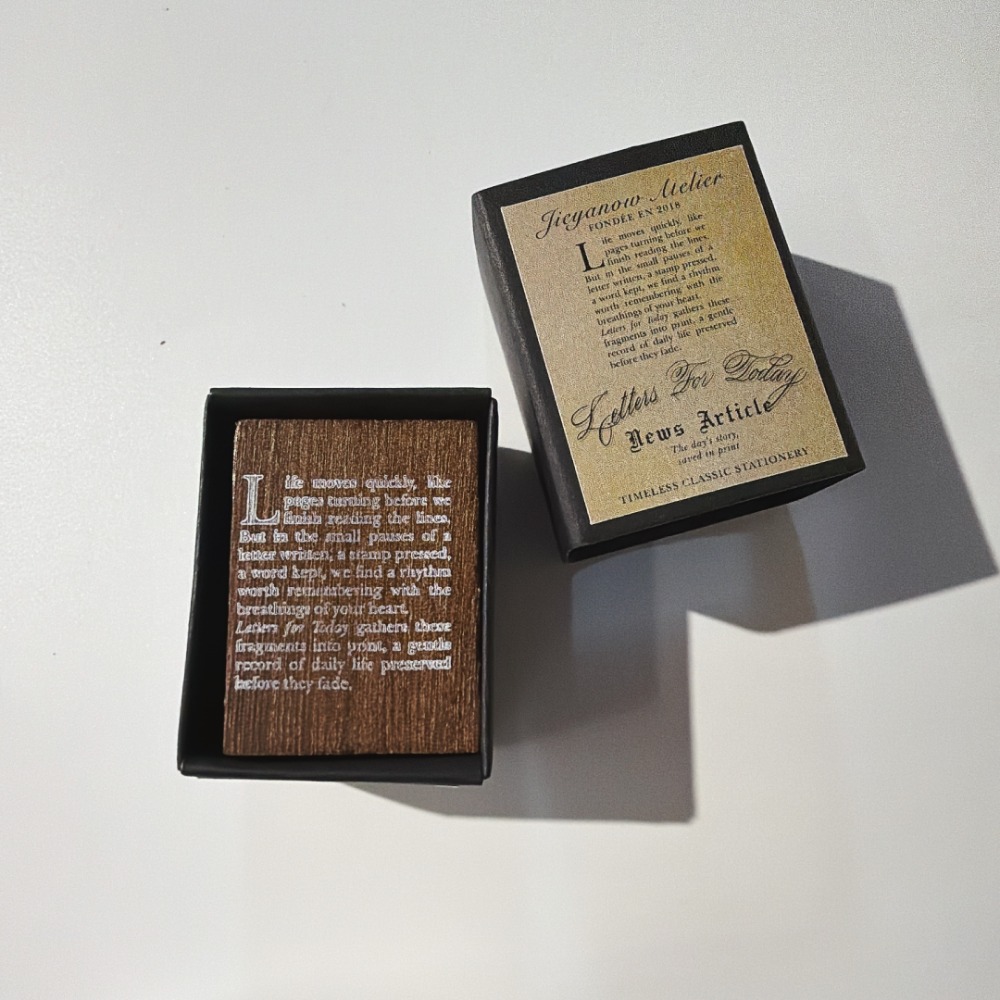 Life moves quickly, like
pages turning before we
finish reading the lines.
But in the small pauses of a
letter written, a stamp pressed,
a word kept, we find a rhythm
worth remembering with the
breathings of your heart.
Letters for Today gathers these
fragments into print, a gentle
record of daily life preserved
before they fade.
Jieyanow Atelier
FONDÉE EN 2018
Life moves quickly, like
pages turning before we
finish reading the lines.
But in the small pauses of a
letter written, a stamp pressed,
a word kept, we find a rhythm
worth remembering with the
breathings of your heart.
Letters for Today gathers these
fragments into print, a gentle
record of daily life preserved
before they fade.
Letters For Today
News Article
The day's story,
saved in print
TIMELESS CLASSIC STATIONERY